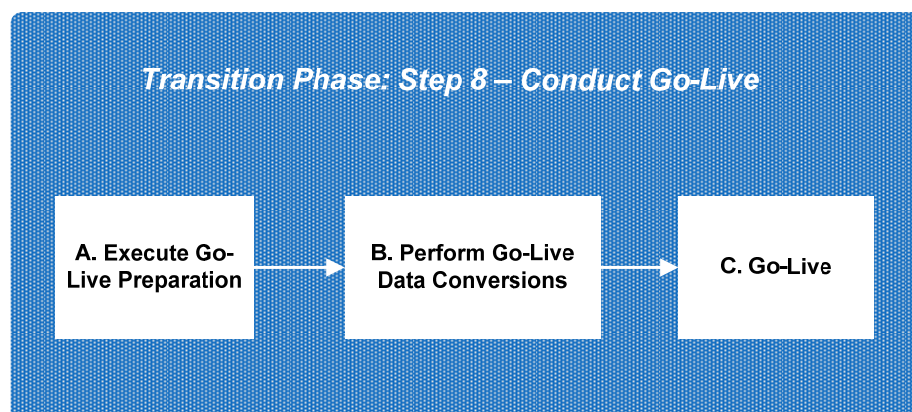 Transition Phase: Step 8 – Conduct Go-Live
A. Execute Go-
Live Preparation
B. Perform Go-Live
Data Conversions
C. Go-Live